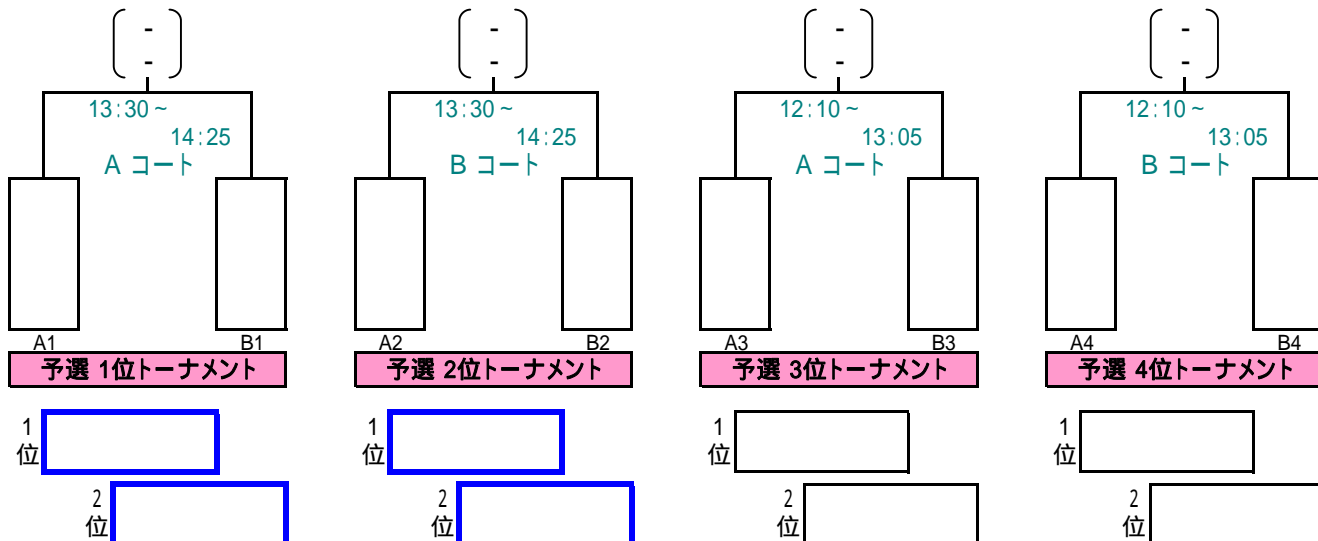 - - - -
- - - -
13:30 ~ 13:30 ~ 12:10 ~ 12:10 ~
14:25 14:25 13:05 13:05
A コート B コート A コート B コート
A1 B1 A2 B2 A3 B3 A4 B4
予選 1位トーナメント 予選 2位トーナメント 予選 3位トーナメント 予選 4位トーナメント
1位 1位 1位 1位
2位 2位 2位 2位